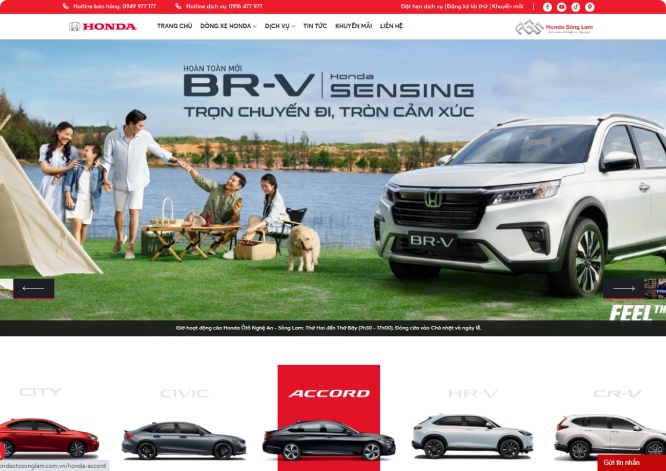 Hotline bán hàng: 0949 977 177
Hotline dịch vụ: 0916 477 977
Đặt hẹn dịch vụ | Đăng ký lái thử | Khuyến mãi
HONDA
TRANG CHỦ
DÒNG XE HONDA
DỊCH VỤ
TIN TỨC
KHUYẾN MÃI
LIÊN HỆ
Honda Sông Lam
HOÀN TOÀN MỚI
BR-V
Honda
SENSING
TRỌN CHUYẾN ĐI, TRÒN CẢM XÚC
BR-V
FEEL
Giờ hoạt động của Honda Ôtô Nghệ An - Sông Lam: Thứ Hai đến Thứ Bảy (7h30 - 17h00), Đóng cửa vào Chủ nhật và ngày lễ.
CITY
CIVIC
ACCORD
HR-V
CR-V
ondaotosonglam.com.vn/honda-accord
Gửi tin nhắn